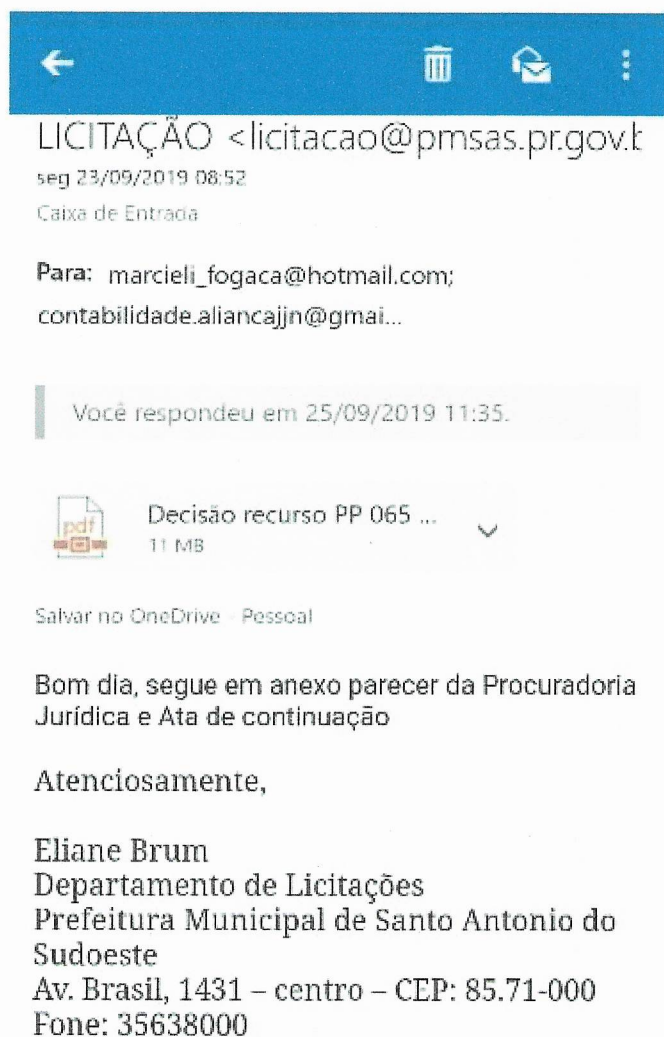 LICITAÇÃO <licitacao@pmsas.pr.gov.b
seg 23/09/2019 08:52
Caixa de Entrada
Para: marcieli_fogaca@hotmail.com;
contabilidade.aliancajjn@gmai...
Você respondeu em 25/09/2019 11:35.
pdf
Decisão recurso PP 065 ...
11 MB
Salvar no OneDrive - Pessoal
Bom dia, segue em anexo parecer da Procuradoria
Jurídica e Ata de continuação
Atenciosamente,
Eliane Brum
Departamento de Licitações
Prefeitura Municipal de Santo Antonio do
Sudoeste
Av. Brasil, 1431 – centro – CEP: 85.71-000
Fone: 35638000